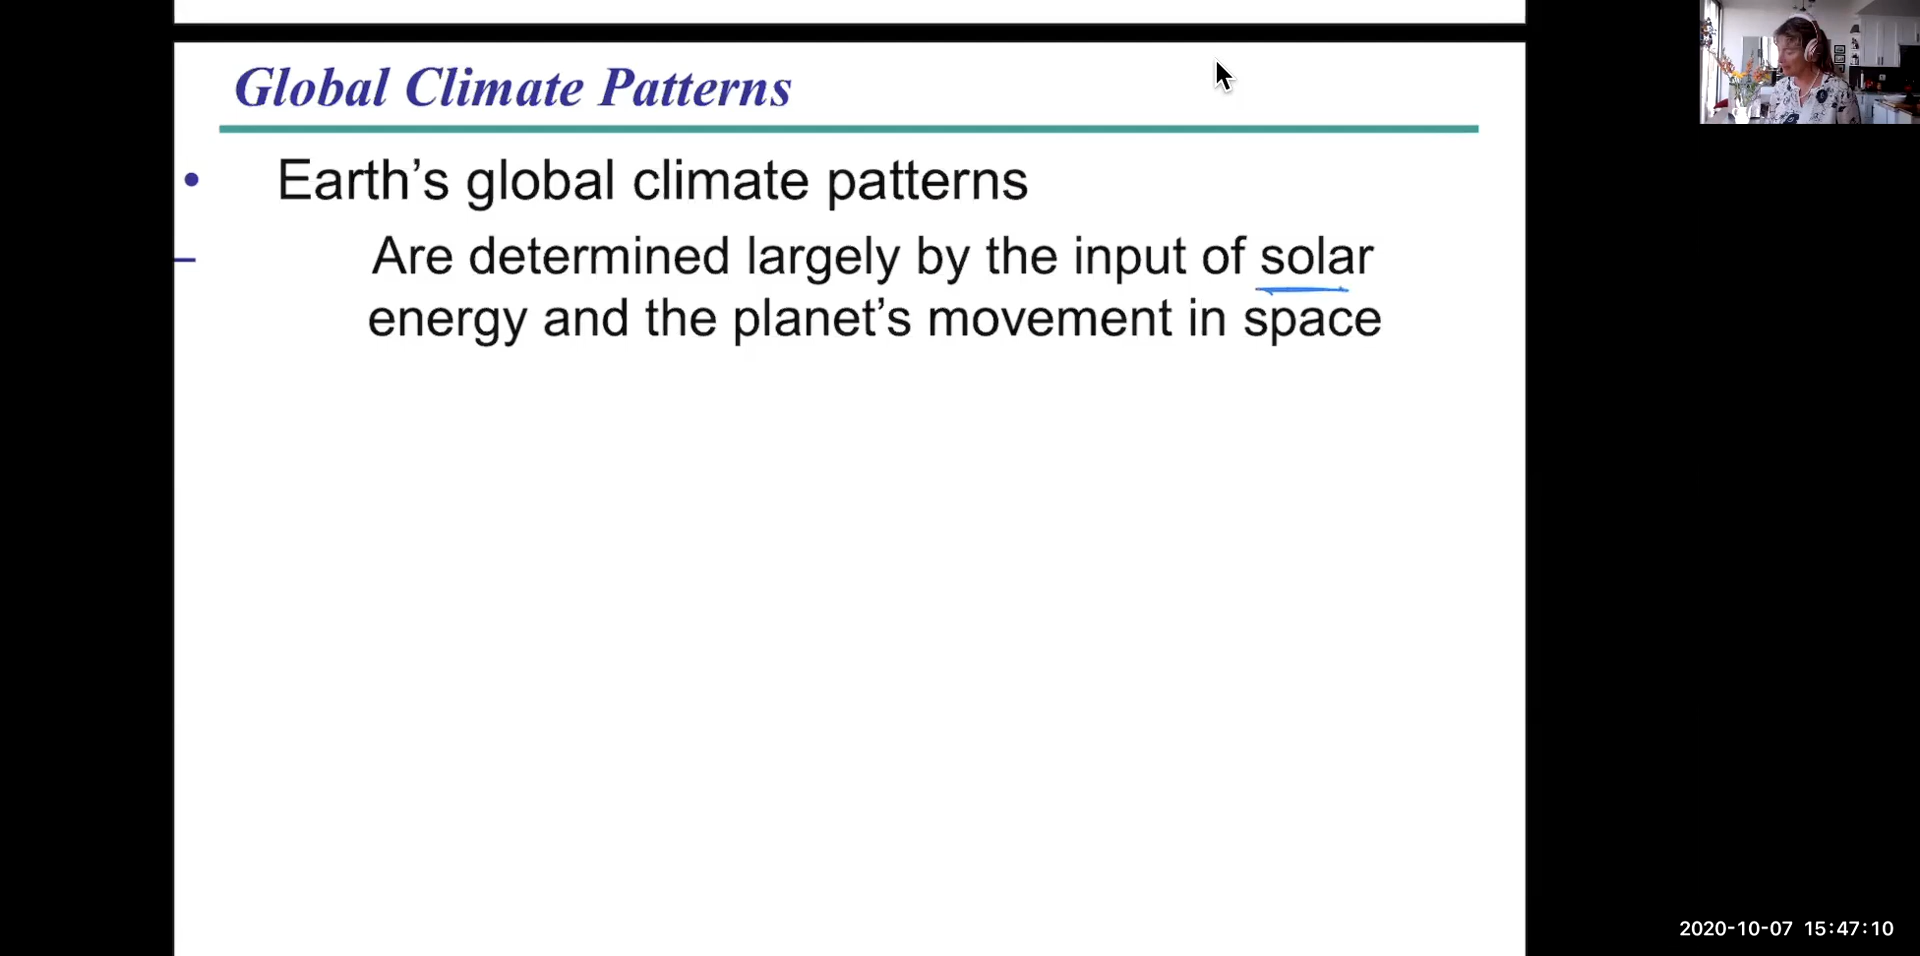 Global Climate Patterns
• Earth’s global climate patterns
– Are determined largely by the input of solar
energy and the planet’s movement in space
2020-10-07 15:47:10